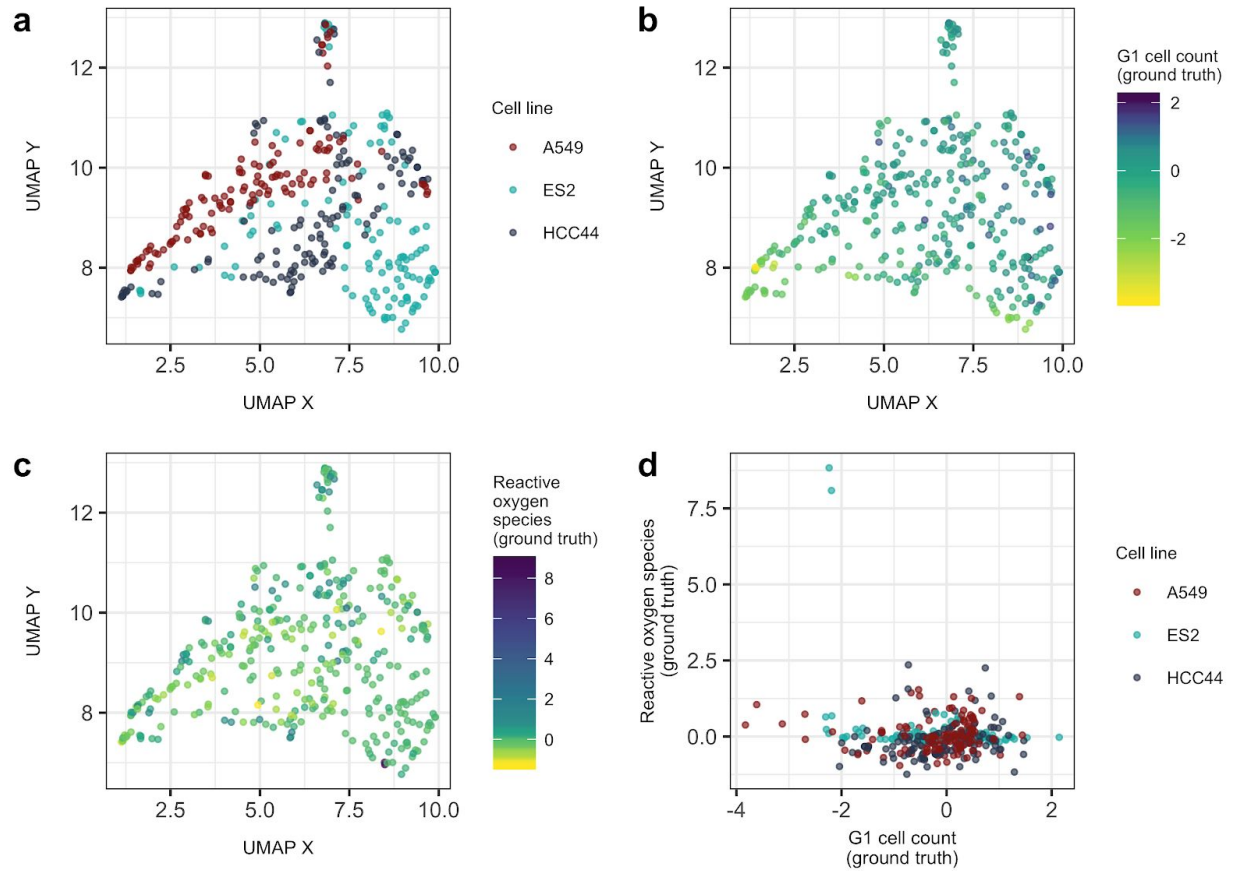 a
12
10
8
UMAP Y
2.5 5.0 7.5 10.0
UMAP X
Cell line
A549
ES2
HCC44
b
12
10
8
UMAP Y
2.5 5.0 7.5 10.0
UMAP X
G1 cell count
(ground truth)
2
0
-2
c
12
10
8
UMAP Y
2.5 5.0 7.5 10.0
UMAP X
Reactive
oxygen
species
(ground truth)
8
6
4
2
0
d
7.5
5.0
2.5
0.0
Reactive oxygen species
(ground truth)
-4 -2 0 2
G1 cell count
(ground truth)
Cell line
A549
ES2
HCC44